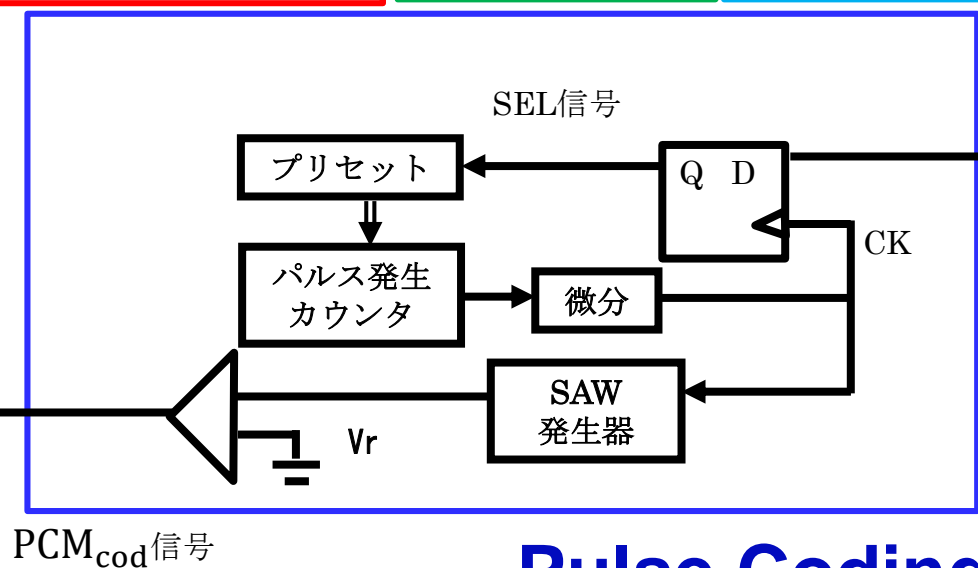 SEL信号
プリセット
Q D
CK
パルス発生
カウンタ
微分
SAW
発生器
Vr
PCMcod信号
Pulse Coding